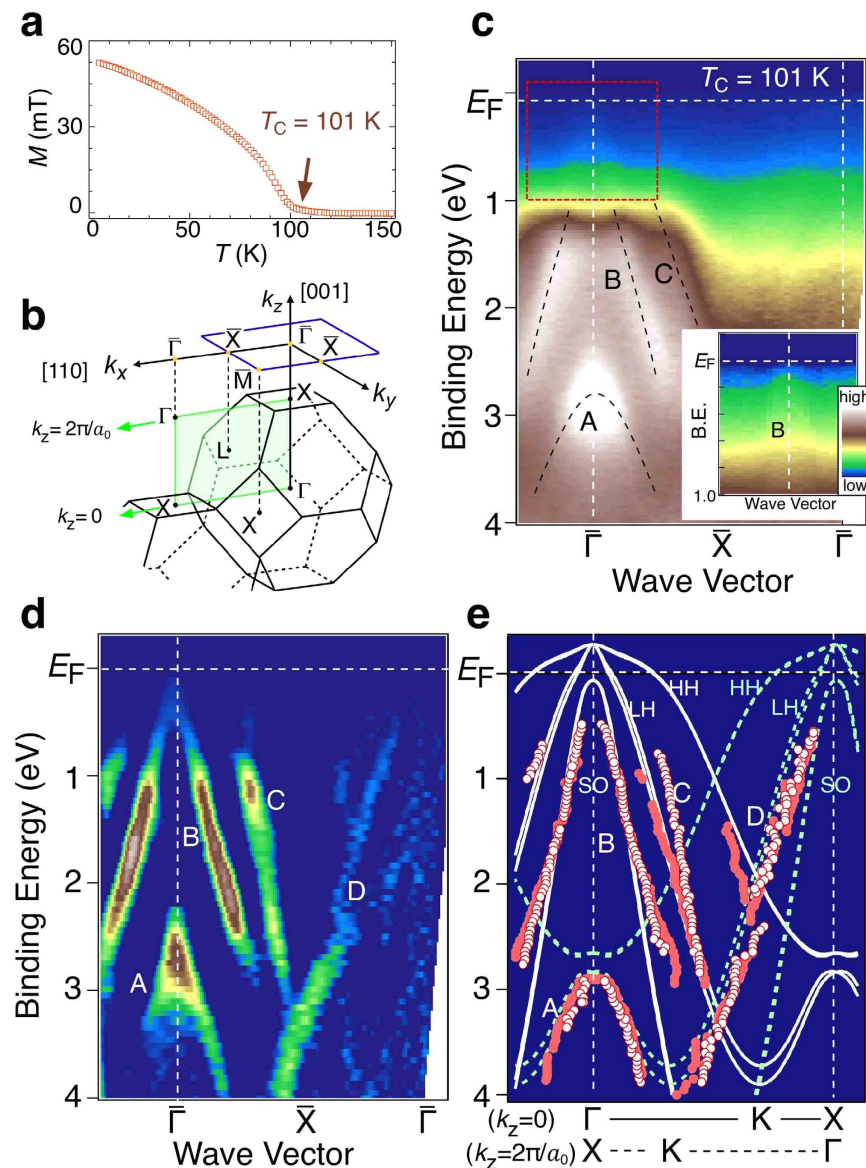 a
60
30
0
M (mT)
T_C = 101 K
0
50
100
150
T (K)
b
k_z
[001]
Γ̄
X̄
Γ̄
X̄
k_x
[110]
M̄
X
k_y
Γ
k_z= 2π/a_0
L
Γ
X
k_z= 0
X
c
T_C = 101 K
E_F
1
2
3
4
Binding Energy (eV)
B
C
A
E_F
B.E.
B
1.0
Wave Vector
high
low
Γ̄
X̄
Γ̄
Wave Vector
d
E_F
1
2
3
4
Binding Energy (eV)
C
B
D
A
Γ̄
X̄
Γ̄
Wave Vector
e
E_F
1
2
3
4
Binding Energy (eV)
HH
HH
LH
LH
SO
SO
C
D
B
A
(k_z=0) Γ K X
(k_z=2π/a_0) X K Γ